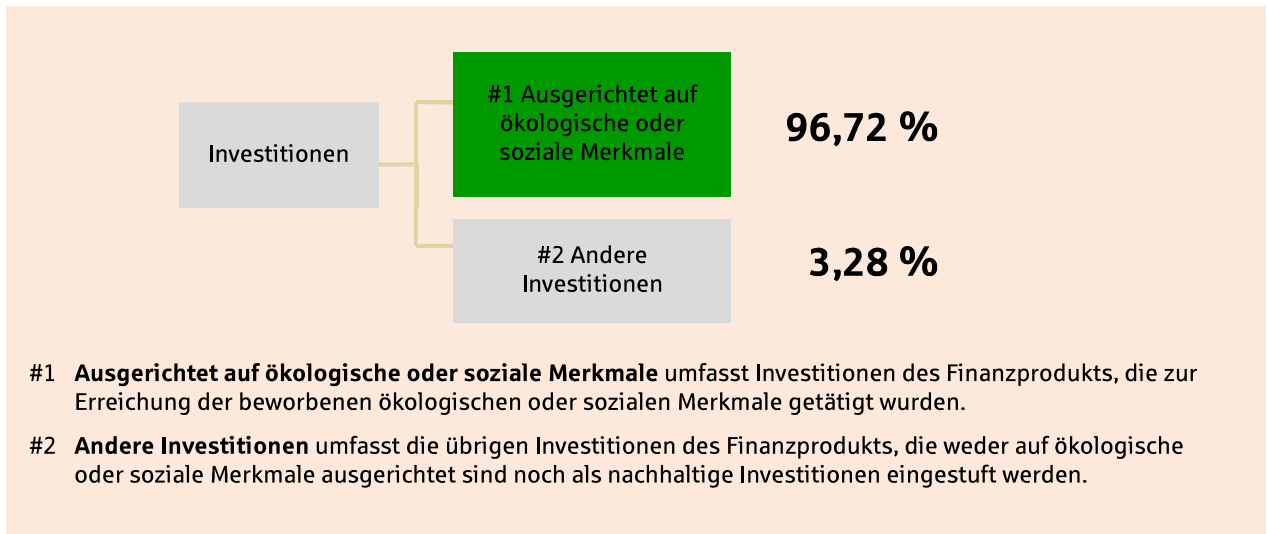 Investitionen
#1 Ausgerichtet auf
ökologische oder
soziale Merkmale
96,72 %
#2 Andere
Investitionen
3,28 %
#1 Ausgerichtet auf ökologische oder soziale Merkmale umfasst Investitionen des Finanzprodukts, die zur
Erreichung der beworbenen ökologischen oder sozialen Merkmale getätigt wurden.
#2 Andere Investitionen umfasst die übrigen Investitionen des Finanzprodukts, die weder auf ökologische
oder soziale Merkmale ausgerichtet sind noch als nachhaltige Investitionen eingestuft werden.